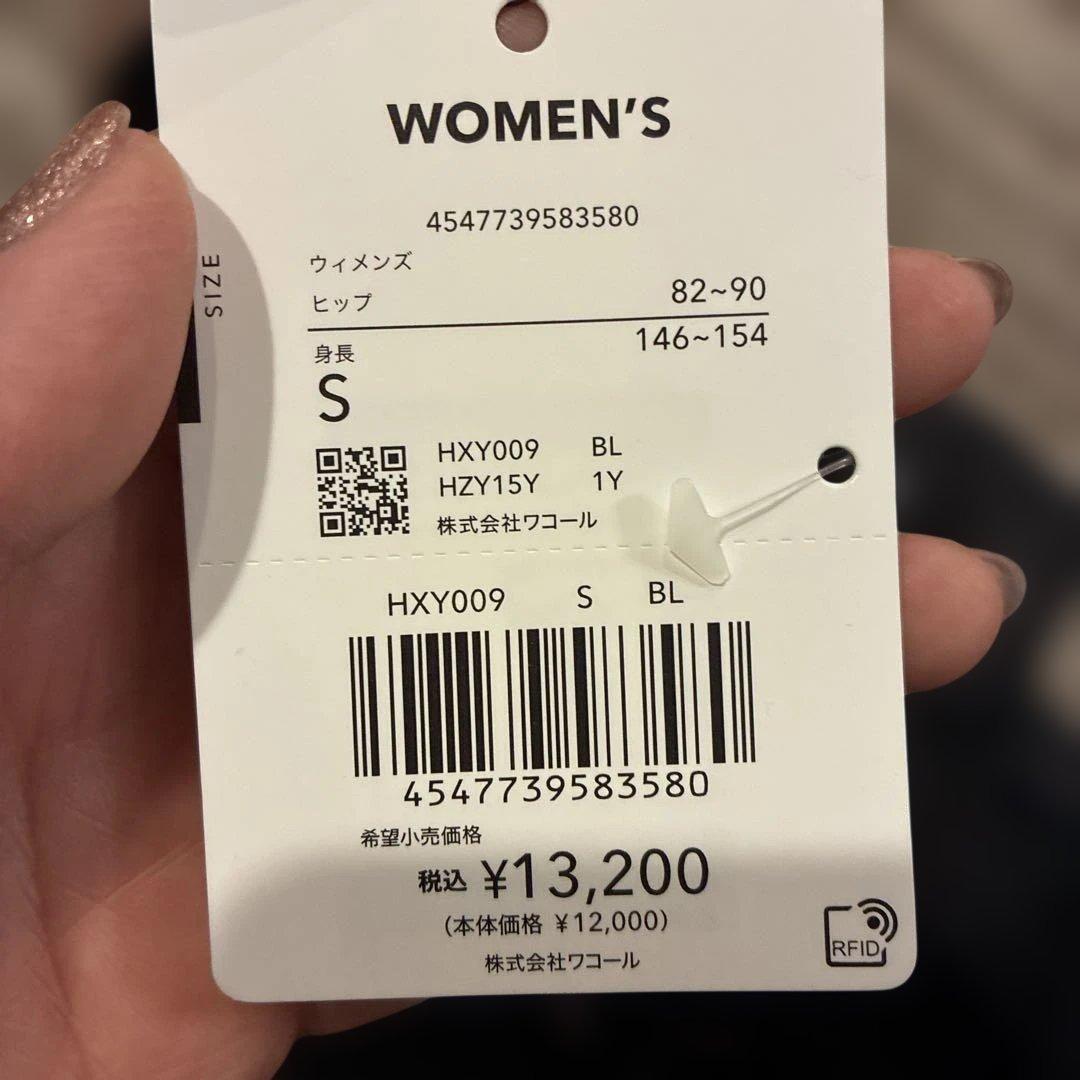 WOMEN'S
4547739583580
SIZE
ウィメンズ
ヒップ 82~90
身長 146~154
S
HXY009 BL
HZY15Y 1Y
株式会社ワコール
HXY009 S BL
4547739583580
希望小売価格
税込 ¥13,200
(本体価格 ¥12,000)
株式会社ワコール
RFID